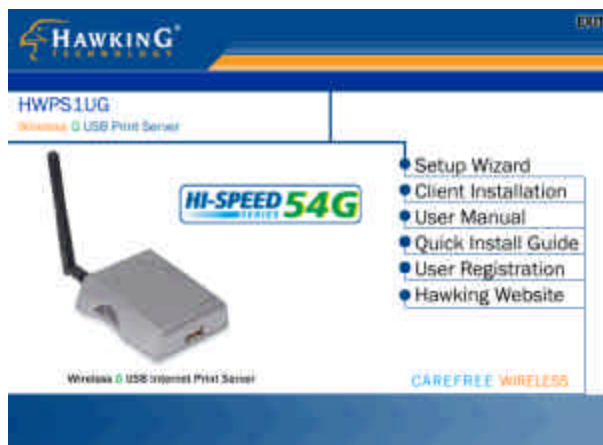 EXIT
HAWKING
TECHNOLOGY
HWPS1UG
Wireless G USB Print Server
HI-SPEED 54G
SERIES
Setup Wizard
Client Installation
User Manual
Quick Install Guide
User Registration
Hawking Website
Wireless G USB Internet Print Server
CAREFREE WIRELESS